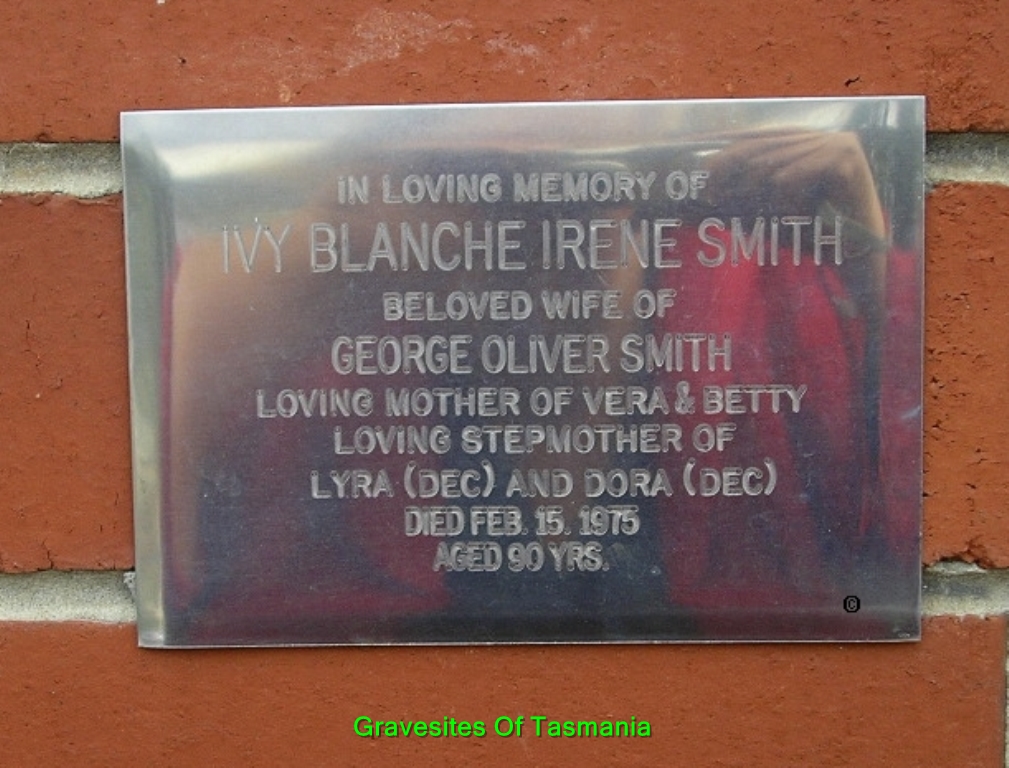 IN LOVING MEMORY OF
IVY BLANCHE IRENE SMITH
BELOVED WIFE OF
GEORGE OLIVER SMITH
LOVING MOTHER OF VERA & BETTY
LOVING STEPMOTHER OF
LYRA (DEC) AND DORA (DEC)
DIED FEB. 15. 1975
AGED 90 YRS.
©
Gravesites Of Tasmania